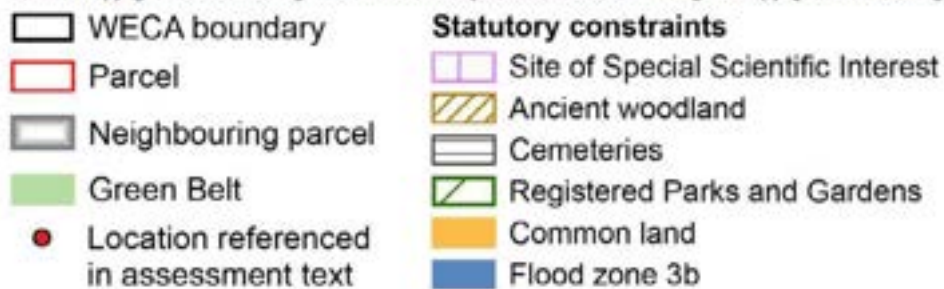 WECA boundary
Parcel
Neighbouring parcel
Green Belt
Location referenced
in assessment text
Statutory constraints
Site of Special Scientific Interest
Ancient woodland
Cemeteries
Registered Parks and Gardens
Common land
Flood zone 3b